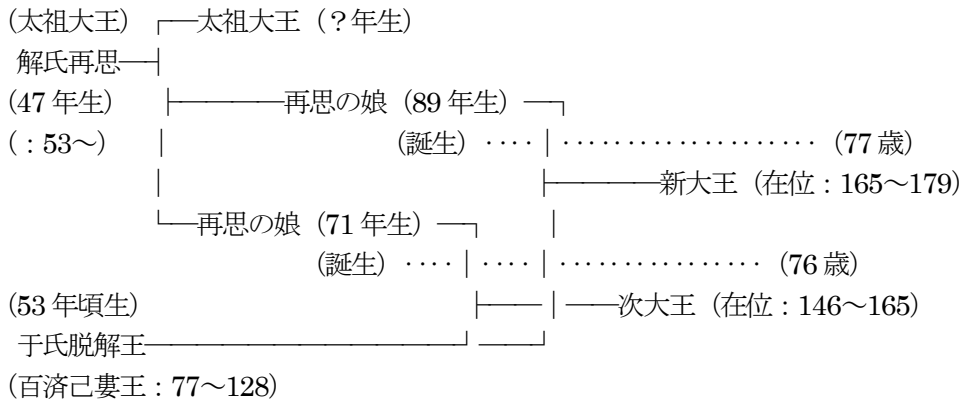 (太祖大王) ┌──太祖大王（？年生）
解氏再思──┤
(47 年生) ├─────再思の娘（89 年生）──┐
(：53～) │ (誕生) ‥‥│‥‥‥‥‥‥‥‥‥‥ (77 歳)
│ ├────新大王（在位：165～179）
└──再思の娘（71 年生）──┐ │
(誕生) ‥‥│‥‥│‥‥‥‥‥‥‥‥‥ (76 歳)
(53 年頃生) ├──│──次大王（在位：146～165）
于氏脱解王────────────┘───┘
(百済己婁王：77～128)